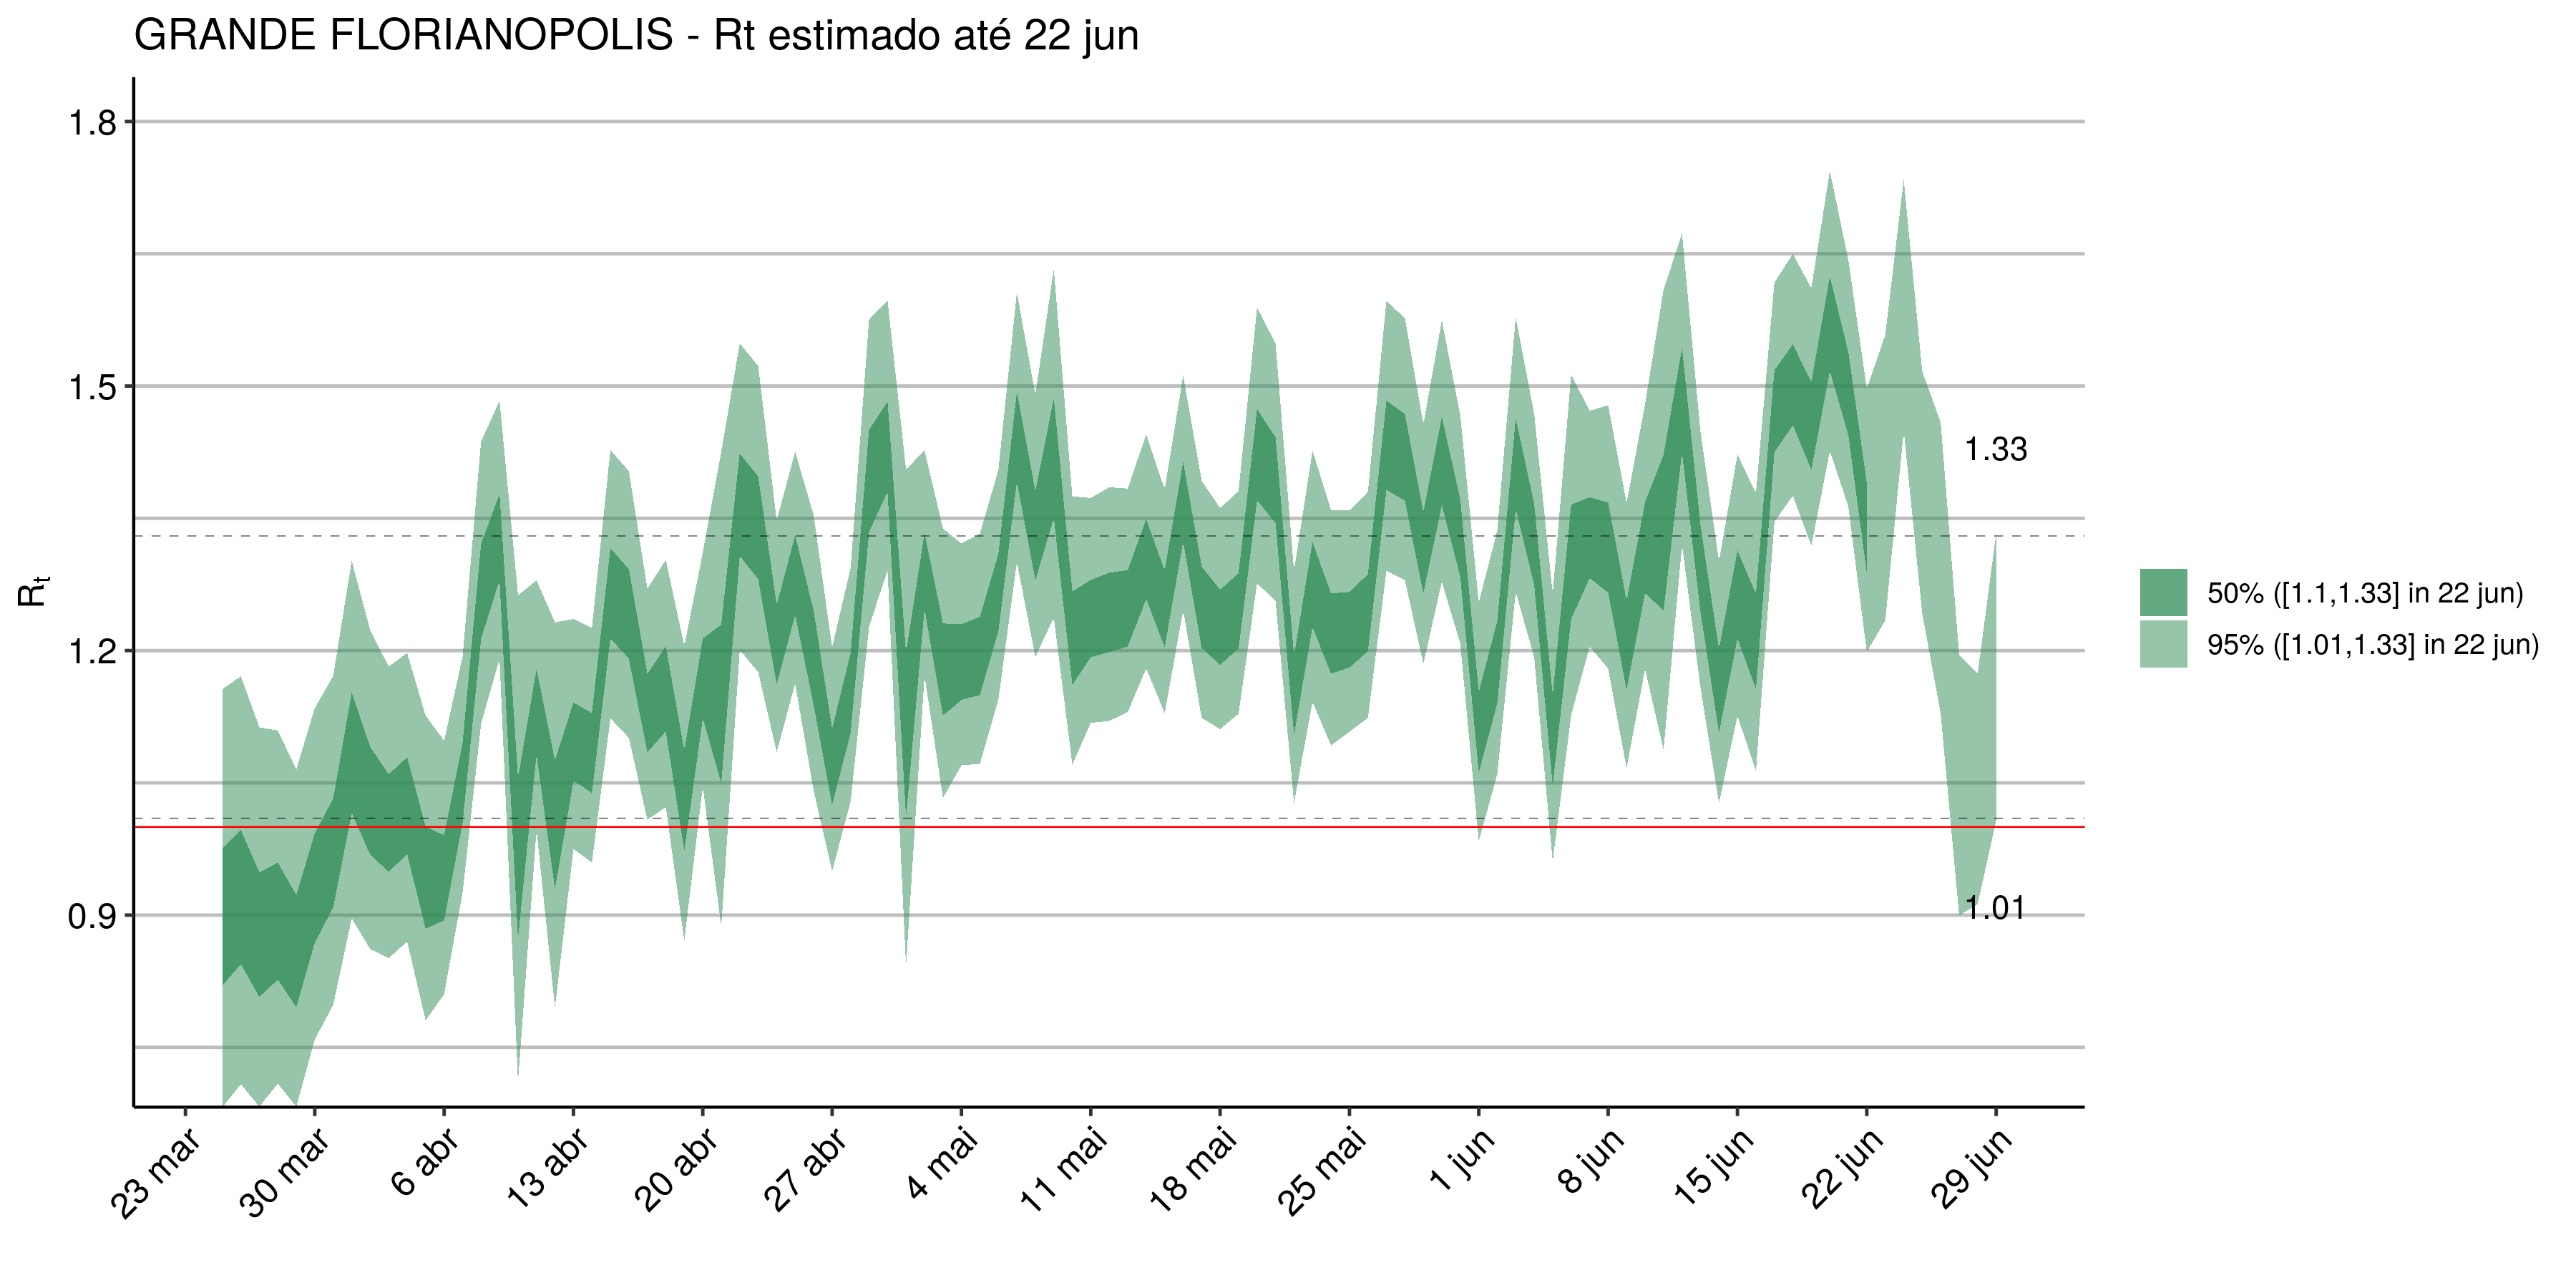 GRANDE FLORIANOPOLIS - Rt estimado até 22 jun
1.8
1.5
1.2
0.9
Rt
1.33
1.01
50% ([1.1,1.33] in 22 jun)
95% ([1.01,1.33] in 22 jun)
23 mar
30 mar
6 abr
13 abr
20 abr
27 abr
4 mai
11 mai
18 mai
25 mai
1 jun
8 jun
15 jun
22 jun
29 jun